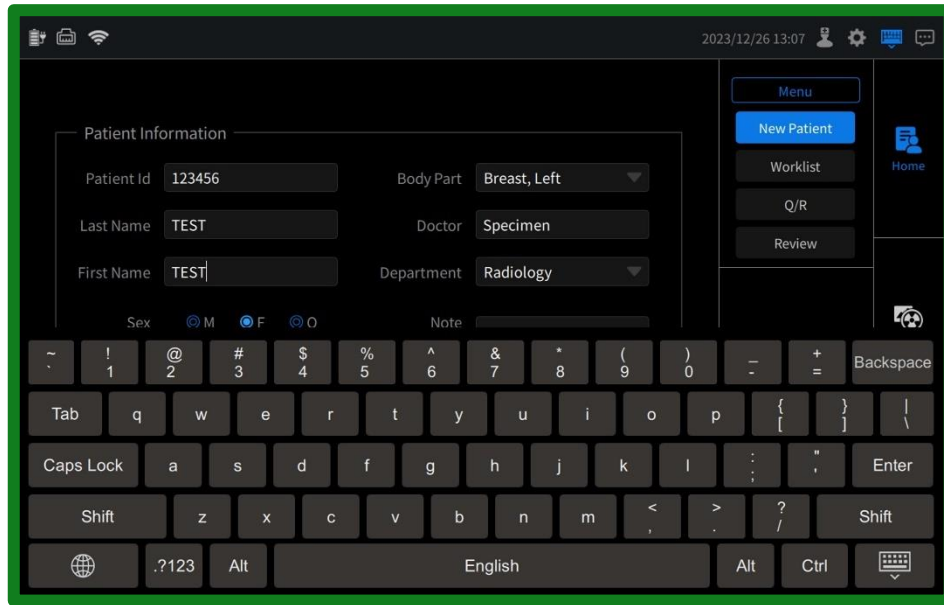 2023/12/26 13:07
Menu
Patient Information
New Patient
Home
Patient Id 123456 Body Part Breast, Left
Worklist
Last Name TEST Doctor Specimen
Q/R
First Name TEST Department Radiology
Review
Sex M F O Note
~ ` ! 1 @ 2 # 3 $ 4 % 5 ^ 6 & 7 * 8 ( 9 ) 0 _ - + = Backspace
Tab q w e r t y u i o p { [ } ] | \
Caps Lock a s d f g h j k l : ; " ' Enter
Shift z x c v b n m < , > . ? / Shift
.?123 Alt English Alt Ctrl